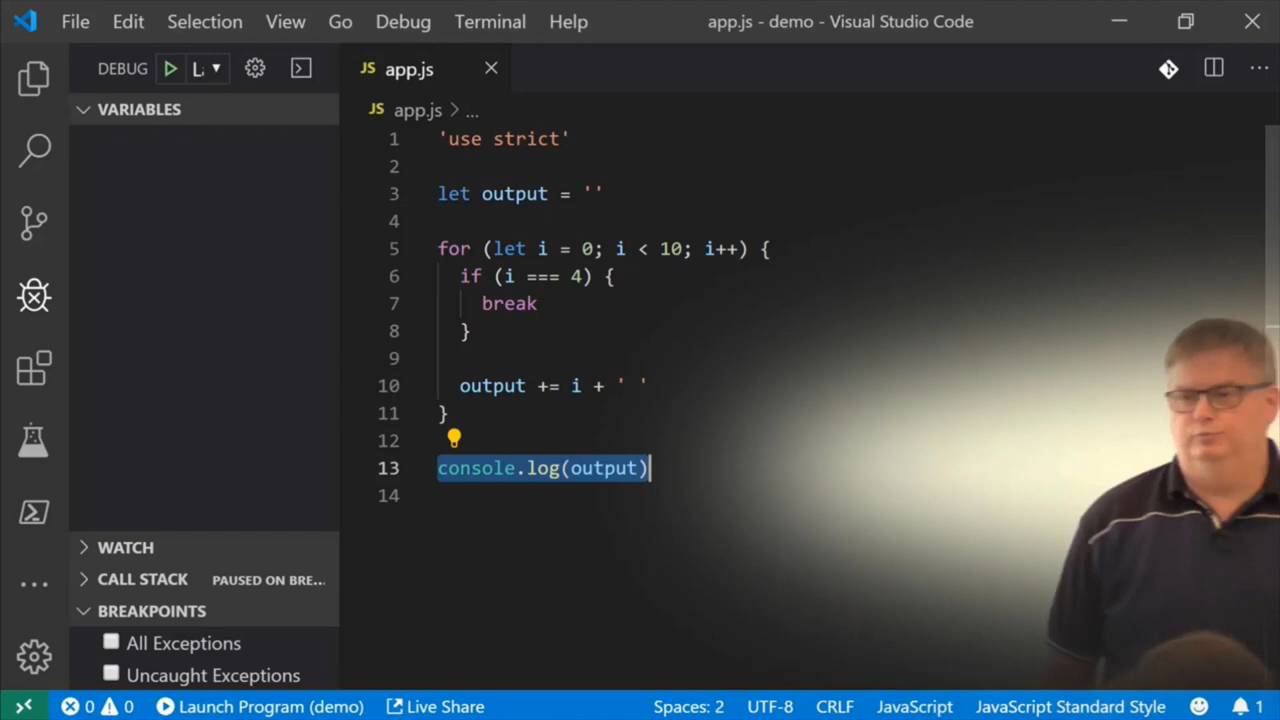 File Edit Selection View Go Debug Terminal Help app.js - demo - Visual Studio Code
DEBUG L
JS app.js
VARIABLES
JS app.js > ...
1 'use strict'
2
3 let output = ''
4
5 for (let i = 0; i < 10; i++) {
6 if (i === 4) {
7 break
8 }
9
10 output += i + ' '
11 }
12
13 console.log(output)
14
WATCH
CALL STACK PAUSED ON BRE...
BREAKPOINTS
All Exceptions
Uncaught Exceptions
0 0 Launch Program (demo) Live Share Spaces: 2 UTF-8 CRLF JavaScript JavaScript Standard Style 1